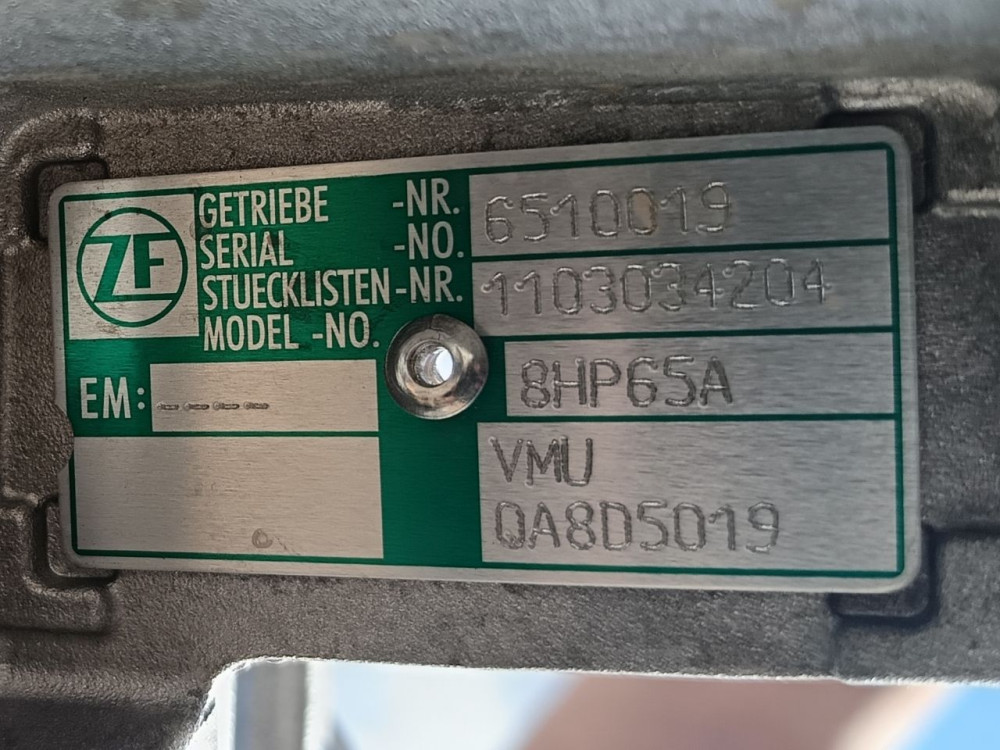 ZF
GETRIEBE -NR. 6510019
SERIAL -NO.
STUECKLISTEN-NR. 1103034204
MODEL -NO.
8HP65A
EM: ----
VMU
QA8D5019